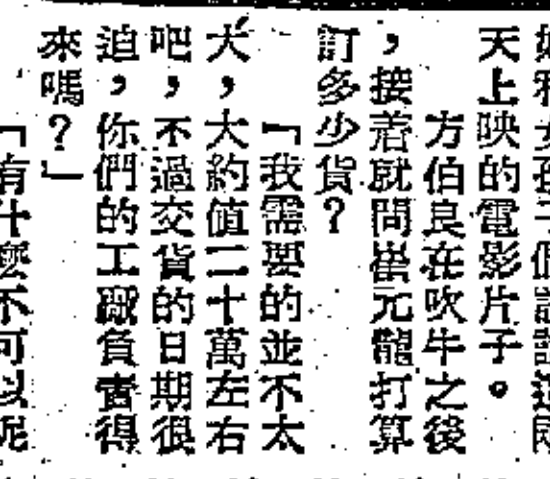 天上映的電影片子。
方伯良在吹牛之後
，接着就問崔元龍打算
訂多少貨？
「我需要的並不太
大，大約值二十萬左右
吧，不過交貨的日期很
迫，你們的工廠負責得
來嗎？」
「有什麼不可以呢